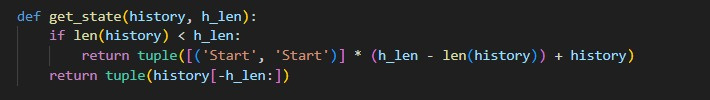 def get_state(history, h_len):
    if len(history) < h_len:
        return tuple([('Start', 'Start')] * (h_len - len(history)) + history)
    return tuple(history[-h_len:])